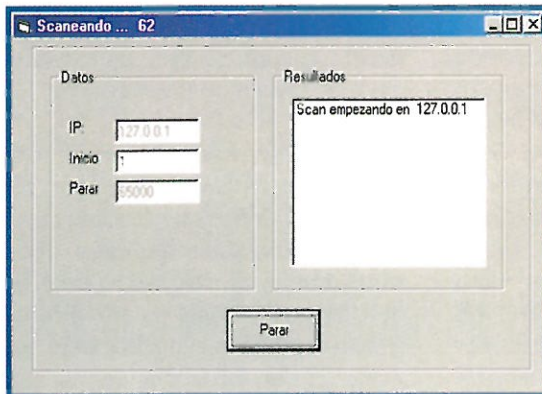 Scaneando ... 62
Datos
IP:
127.0.0.1
Inicio
1
Parar
65000
Resultados
Scan empezando en 127.0.0.1
Parar